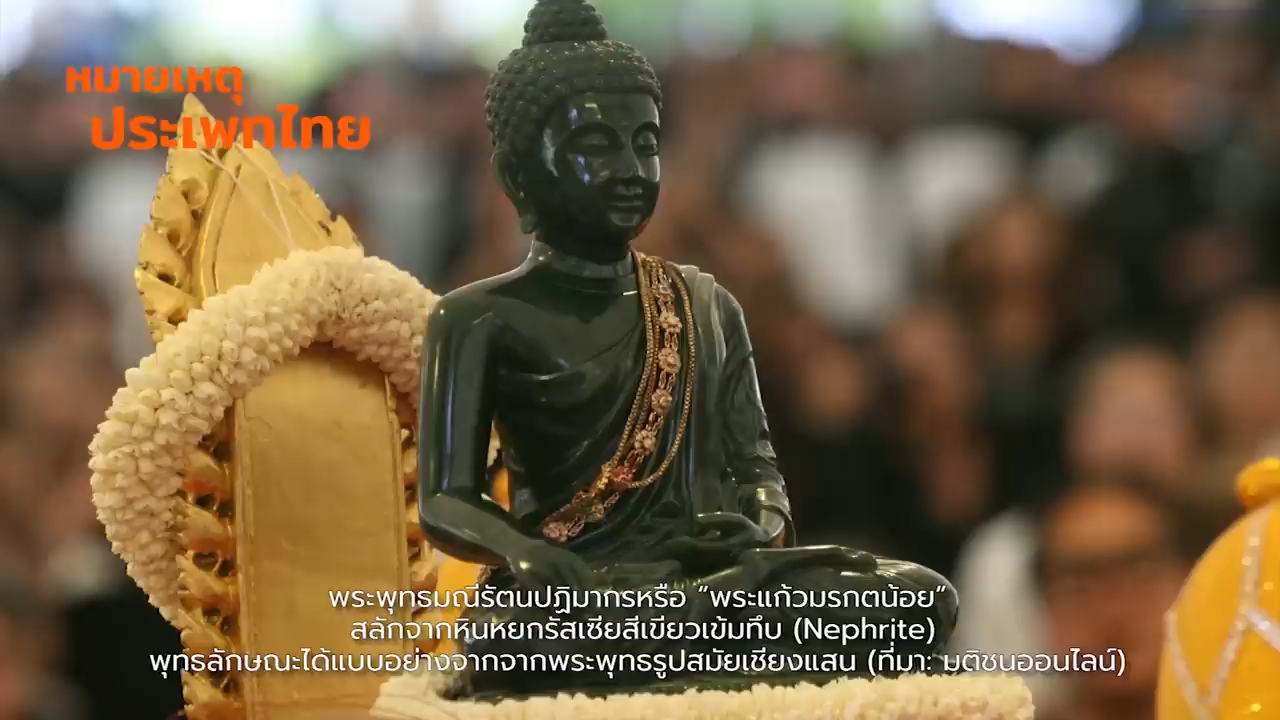 หมายเหตุ
ประเพทไทย
พระพุทธมณีรัตนปฏิมากรหรือ “พระแก้วมรกตน้อย”
สลักจากหินหยกรัสเซียสีเขียวเข้มทึบ (Nephrite)
พุทธลักษณะได้แบบอย่างจากจากพระพุทธรูปสมัยเชียงแสน (ที่มา: มติชนออนไลน์)